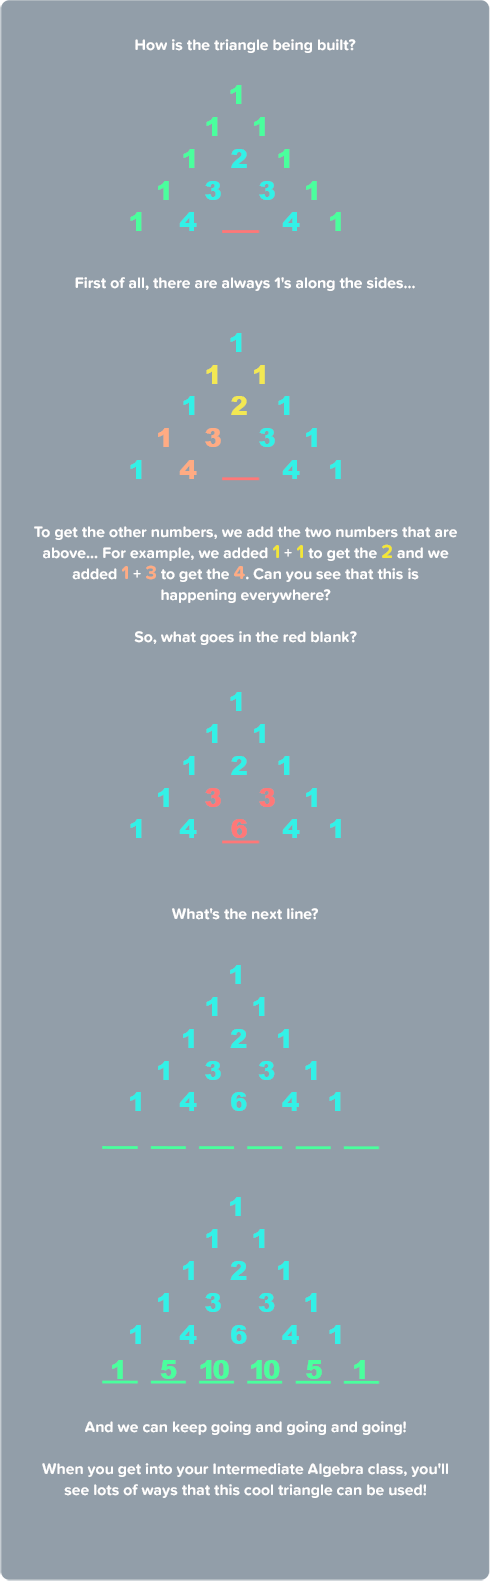 How is the triangle being built?
1
1 1
1 2 1
1 3 3 1
1 4 __ 4 1
First of all, there are always 1's along the sides...
1
1 1
1 2 1
1 3 3 1
1 4 __ 4 1
To get the other numbers, we add the two numbers that are
above... For example, we added 1 + 1 to get the 2 and we
added 1 + 3 to get the 4. Can you see that this is
happening everywhere?
So, what goes in the red blank?
1
1 1
1 2 1
1 3 3 1
1 4 6 4 1
What's the next line?
1
1 1
1 2 1
1 3 3 1
1 4 6 4 1
__ __ __ __ __ __
1
1 1
1 2 1
1 3 3 1
1 4 6 4 1
1 5 10 10 5 1
And we can keep going and going and going!
When you get into your Intermediate Algebra class, you'll
see lots of ways that this cool triangle can be used!